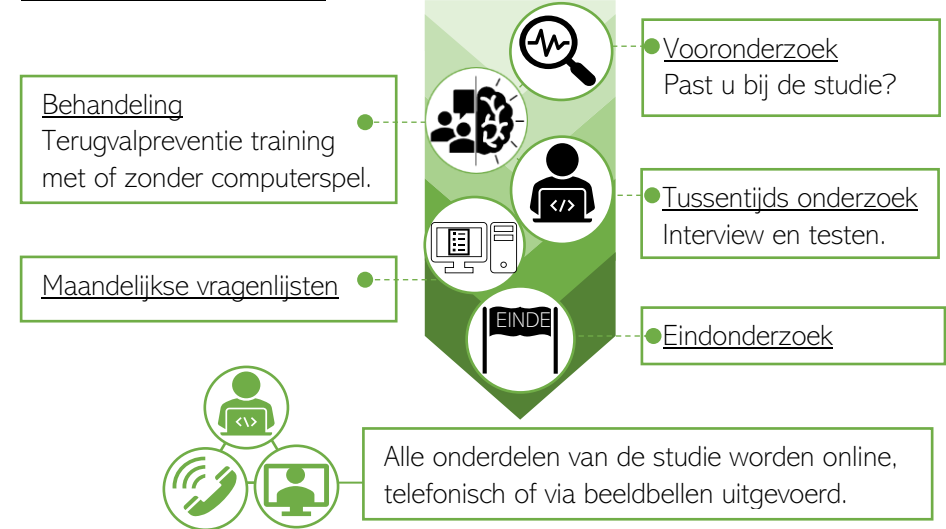 Vooronderzoek
Past u bij de studie?
Behandeling
Terugvalpreventie training
met of zonder computerspel.
</>
Tussentijds onderzoek
Interview en testen.
Maandelijkse vragenlijsten
EINDE
Eindonderzoek
<\>
Alle onderdelen van de studie worden online,
telefonisch of via beeldbellen uitgevoerd.